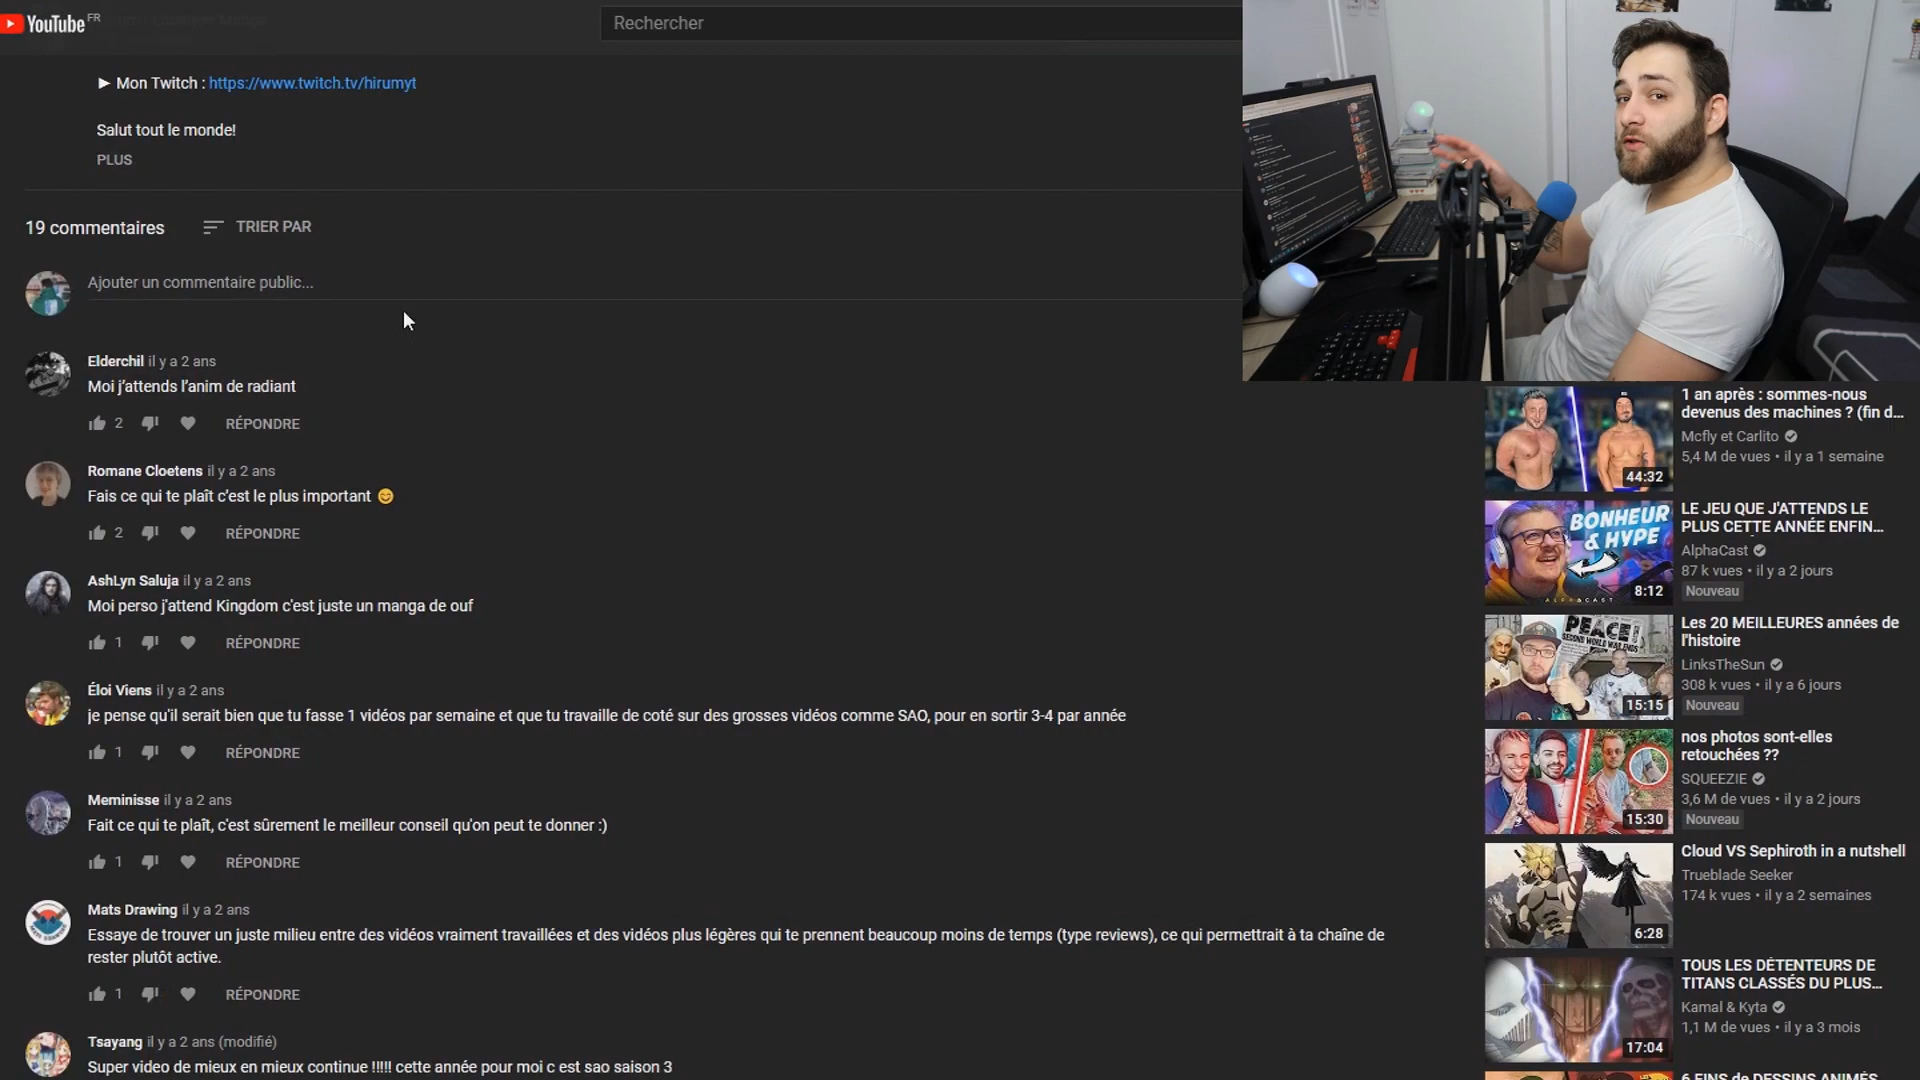 YouTube FR
Rechercher
► Mon Twitch : https://www.twitch.tv/hirumyt
Salut tout le monde!
PLUS
19 commentaires
TRIER PAR
Ajouter un commentaire public...
Elderchil il y a 2 ans
Moi j'attends l'anim de radiant
2
RÉPONDRE
Romane Cloetens il y a 2 ans
Fais ce qui te plaît c'est le plus important 😊
2
RÉPONDRE
AshLyn Saluja il y a 2 ans
Moi perso j'attend Kingdom c'est juste un manga de ouf
1
RÉPONDRE
Éloi Viens il y a 2 ans
je pense qu'il serait bien que tu fasse 1 vidéos par semaine et que tu travaille de coté sur des grosses vidéos comme SAO, pour en sortir 3-4 par année
1
RÉPONDRE
Meminisse il y a 2 ans
Fait ce qui te plaît, c'est sûrement le meilleur conseil qu'on peut te donner :)
1
RÉPONDRE
Mats Drawing il y a 2 ans
Essaye de trouver un juste milieu entre des vidéos vraiment travaillées et des vidéos plus légères qui te prennent beaucoup moins de temps (type reviews), ce qui permettrait à ta chaîne de
rester plutôt active.
1
RÉPONDRE
Tsayang il y a 2 ans (modifié)
Super video de mieux en mieux continue !!!!! cette année pour moi c est sao saison 3
44:32
1 an après : sommes-nous
devenus des machines ? (fin d...
Mcfly et Carlito
5,4 M de vues • il y a 1 semaine
BONHEUR
& HYPE
ALPHACAST
8:12
LE JEU QUE J'ATTENDS LE
PLUS CETTE ANNÉE ENFIN...
AlphaCast
87 k vues • il y a 2 jours
Nouveau
PEACE!
SECOND WORLD WAR ENDS
15:15
Les 20 MEILLEURES années de
l'histoire
LinksTheSun
308 k vues • il y a 6 jours
Nouveau
15:30
nos photos sont-elles
retouchées ??
SQUEEZIE
3,6 M de vues • il y a 2 jours
Nouveau
6:28
Cloud VS Sephiroth in a nutshell
Trueblade Seeker
174 k vues • il y a 2 semaines
17:04
TOUS LES DÉTENTEURS DE
TITANS CLASSÉS DU PLUS...
Kamal & Kyta
1,1 M de vues • il y a 3 mois
6 FINS de DESSINS ANIMÉS